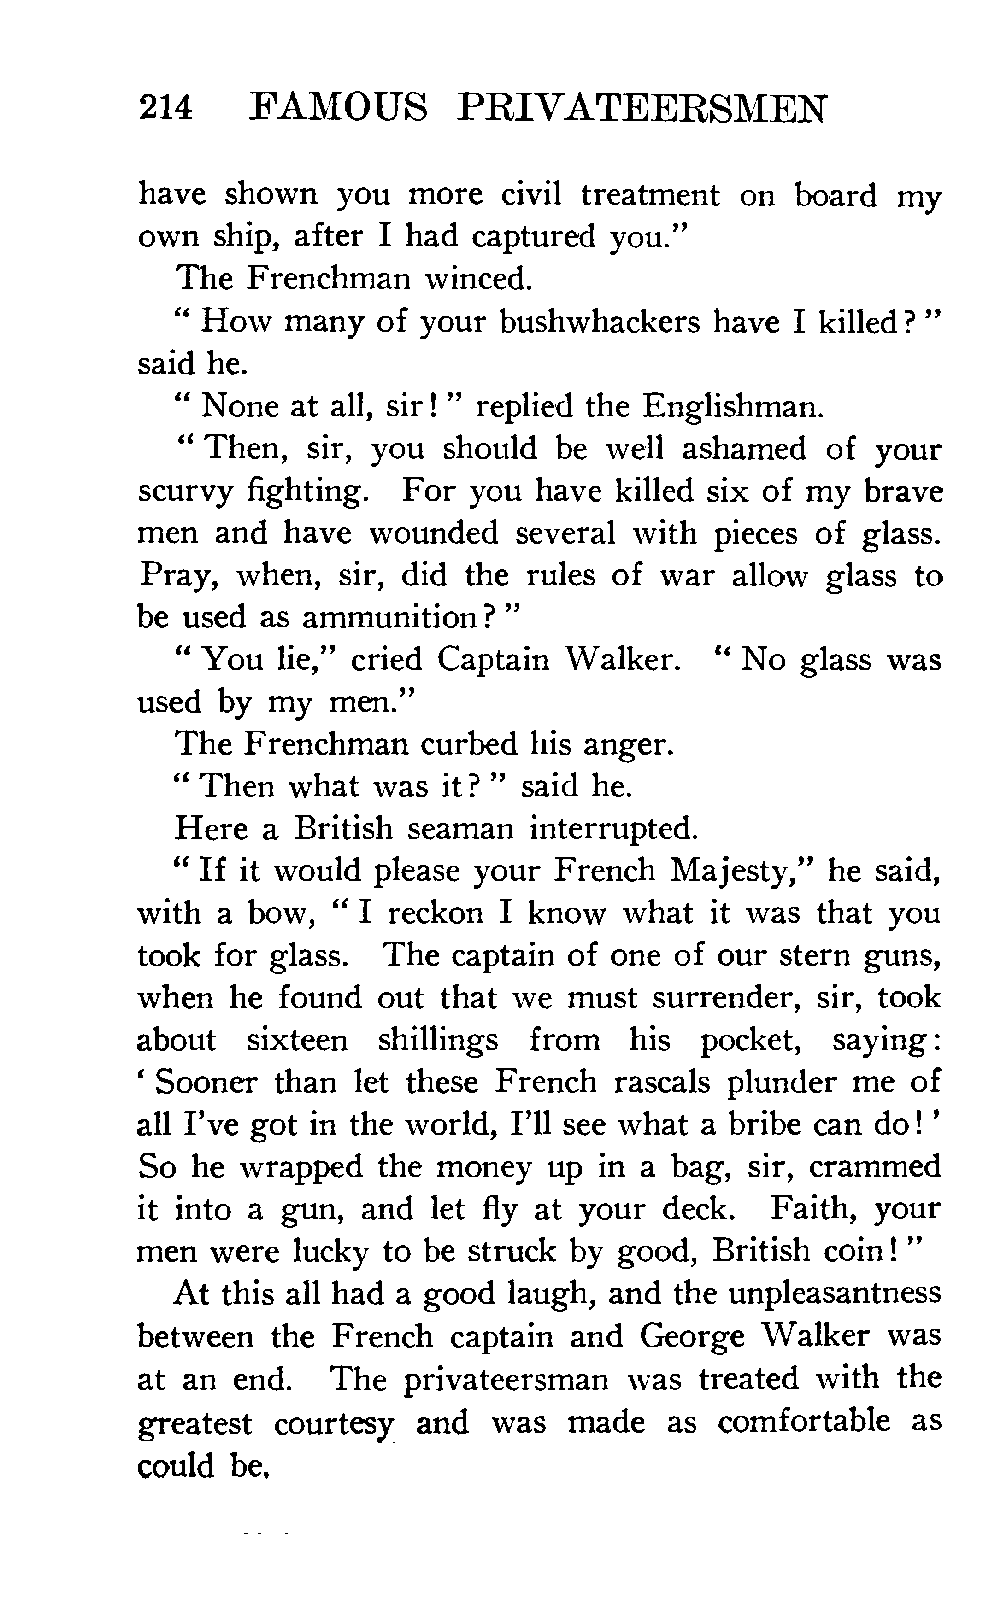 214 FAMOUS PRIVATEERSMEN
have shown you more civil treatment on board my
own ship, after I had captured you.”
The Frenchman winced.
“ How many of your bushwhackers have I killed? ”
said he.
“ None at all, sir! ” replied the Englishman.
“ Then, sir, you should be well ashamed of your
scurvy fighting. For you have killed six of my brave
men and have wounded several with pieces of glass.
Pray, when, sir, did the rules of war allow glass to
be used as ammunition? ”
“ You lie,” cried Captain Walker. “ No glass was
used by my men.”
The Frenchman curbed his anger.
“ Then what was it? ” said he.
Here a British seaman interrupted.
“ If it would please your French Majesty,” he said,
with a bow, “ I reckon I know what it was that you
took for glass. The captain of one of our stern guns,
when he found out that we must surrender, sir, took
about sixteen shillings from his pocket, saying:
‘ Sooner than let these French rascals plunder me of
all I’ve got in the world, I’ll see what a bribe can do! ’
So he wrapped the money up in a bag, sir, crammed
it into a gun, and let fly at your deck. Faith, your
men were lucky to be struck by good, British coin! ”
At this all had a good laugh, and the unpleasantness
between the French captain and George Walker was
at an end. The privateersman was treated with the
greatest courtesy and was made as comfortable as
could be.